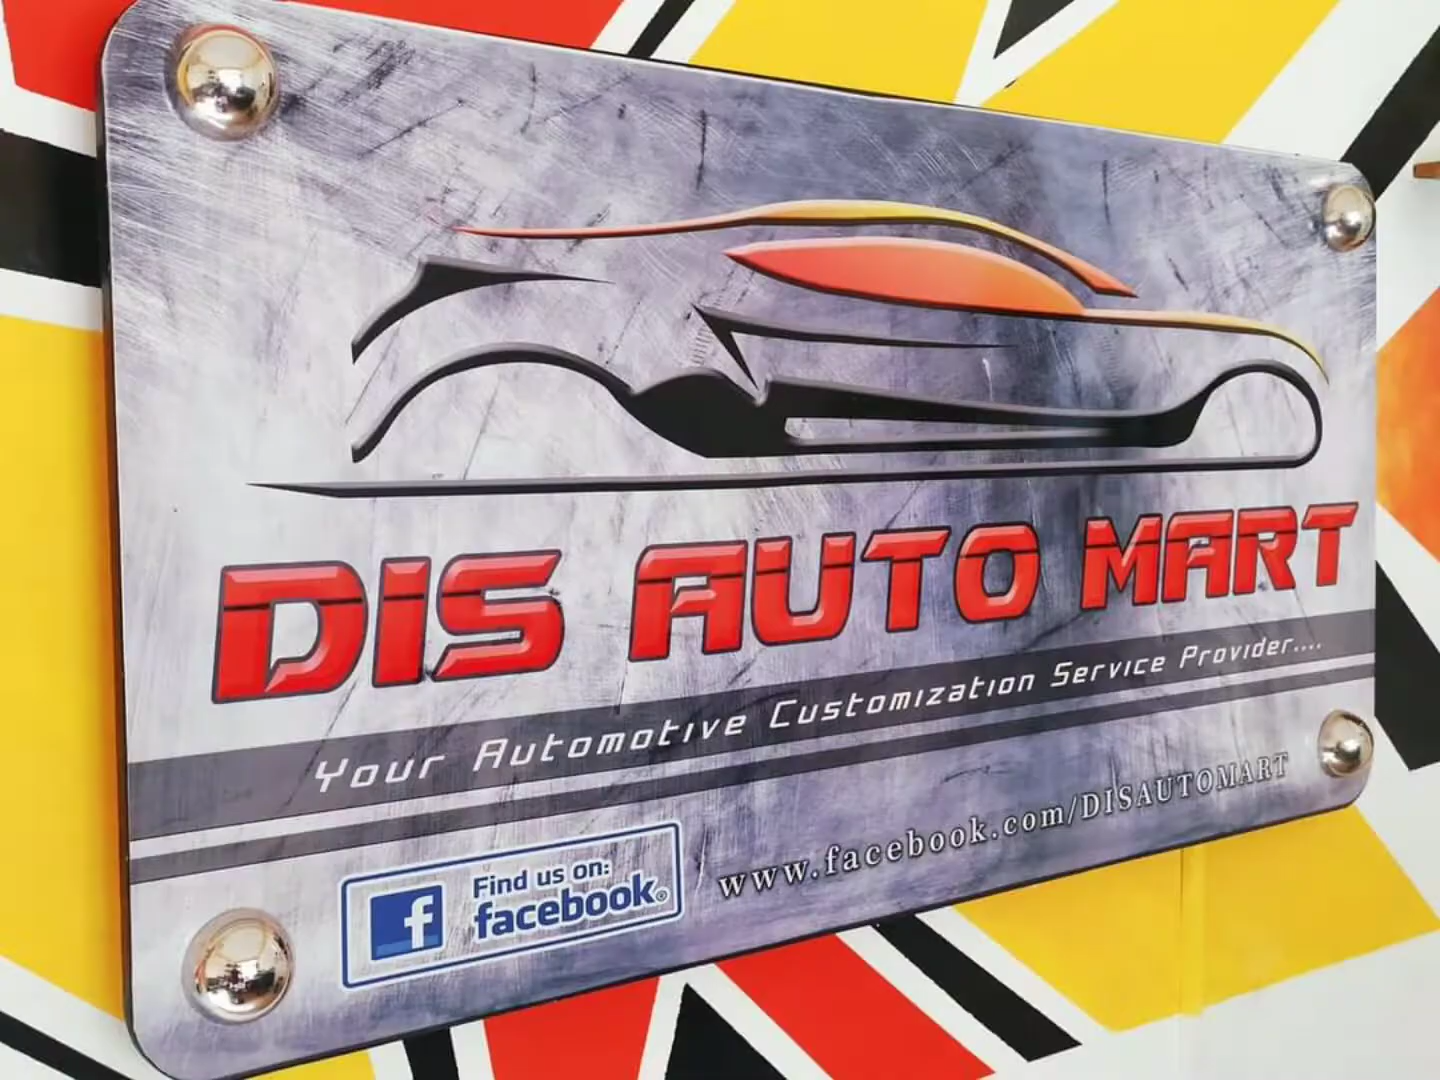 DIS AUTO MART
Your Automotive Customization Service Provider....
f
Find us on:
facebook®
www.facebook.com/DISAUTOMART